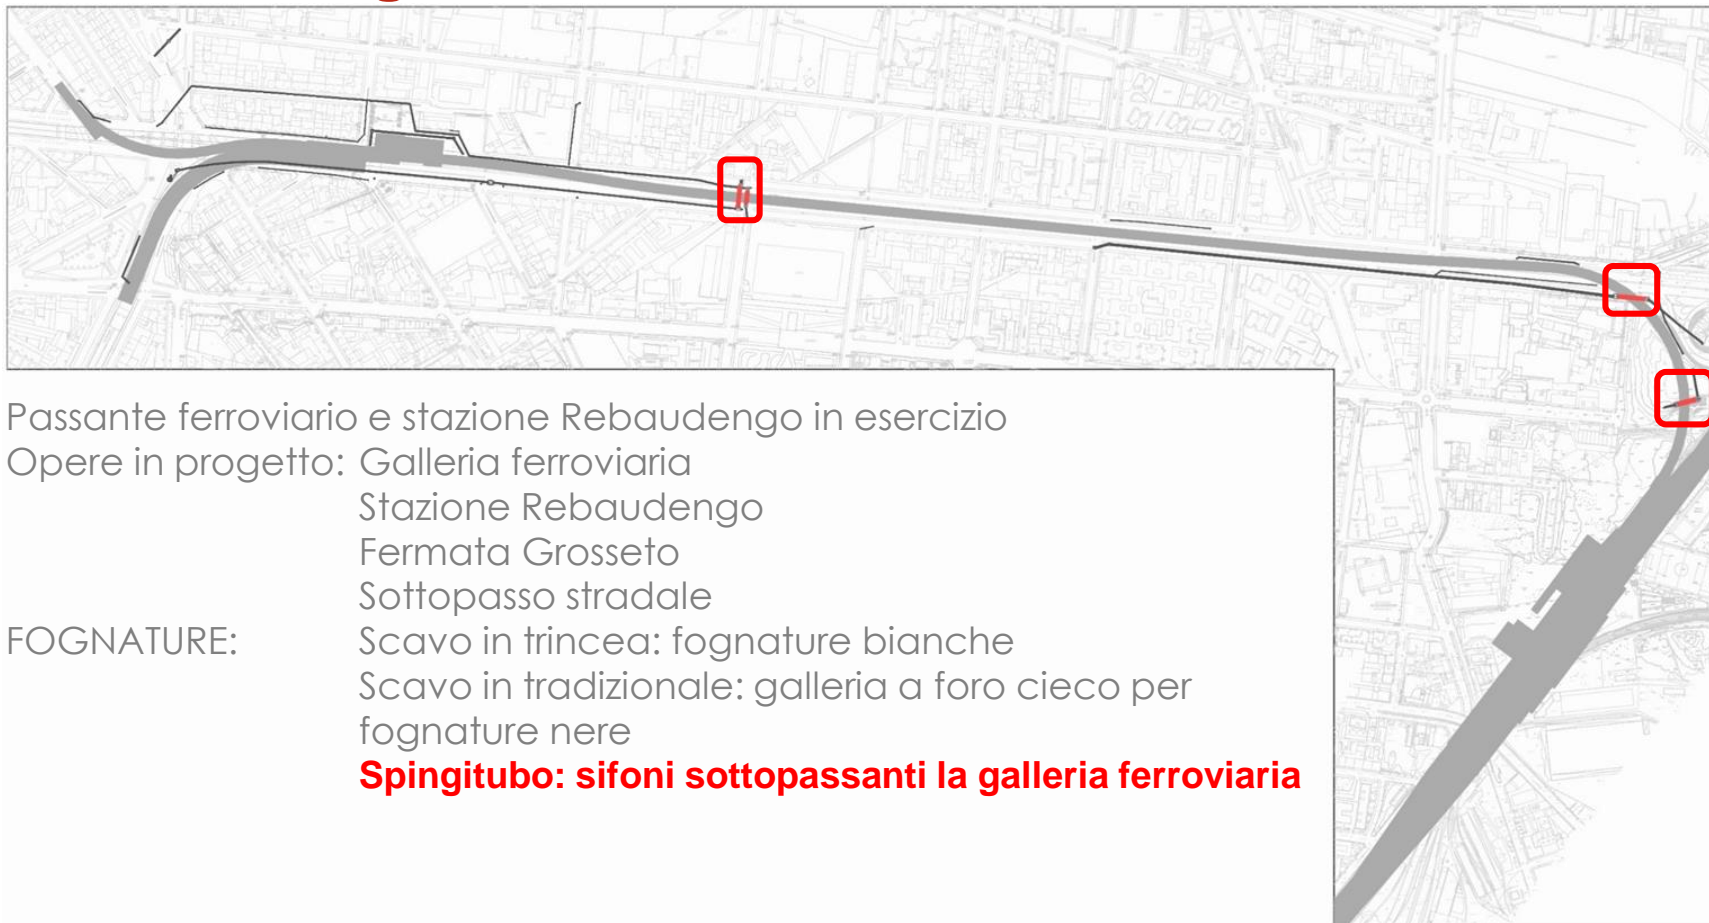 Passante ferroviario e stazione Rebaudengo in esercizio
Opere in progetto: Galleria ferroviaria
Stazione Rebaudengo
Fermata Grosseto
Sottopasso stradale
FOGNATURE: Scavo in trincea: fognature bianche
Scavo in tradizionale: galleria a foro cieco per
fognature nere
Spingitubo: sifoni sottopassanti la galleria ferroviaria